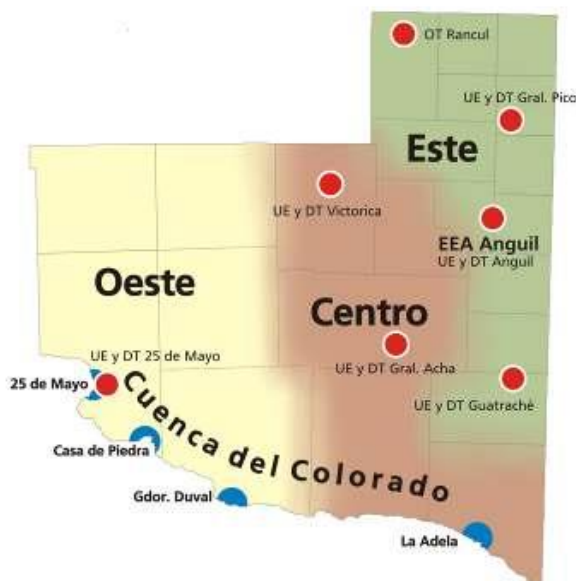 OT Rancul
UE y DT Gral. Pico
Este
UE y DT Victorica
EEA Anguil
UE y DT Anguil
Oeste
Centro
UE y DT 25 de Mayo
UE y DT Gral. Acha
25 de Mayo
UE y DT Guatraché
Cuenca del Colorado
Casa de Piedra
Gdor. Duval
La Adela